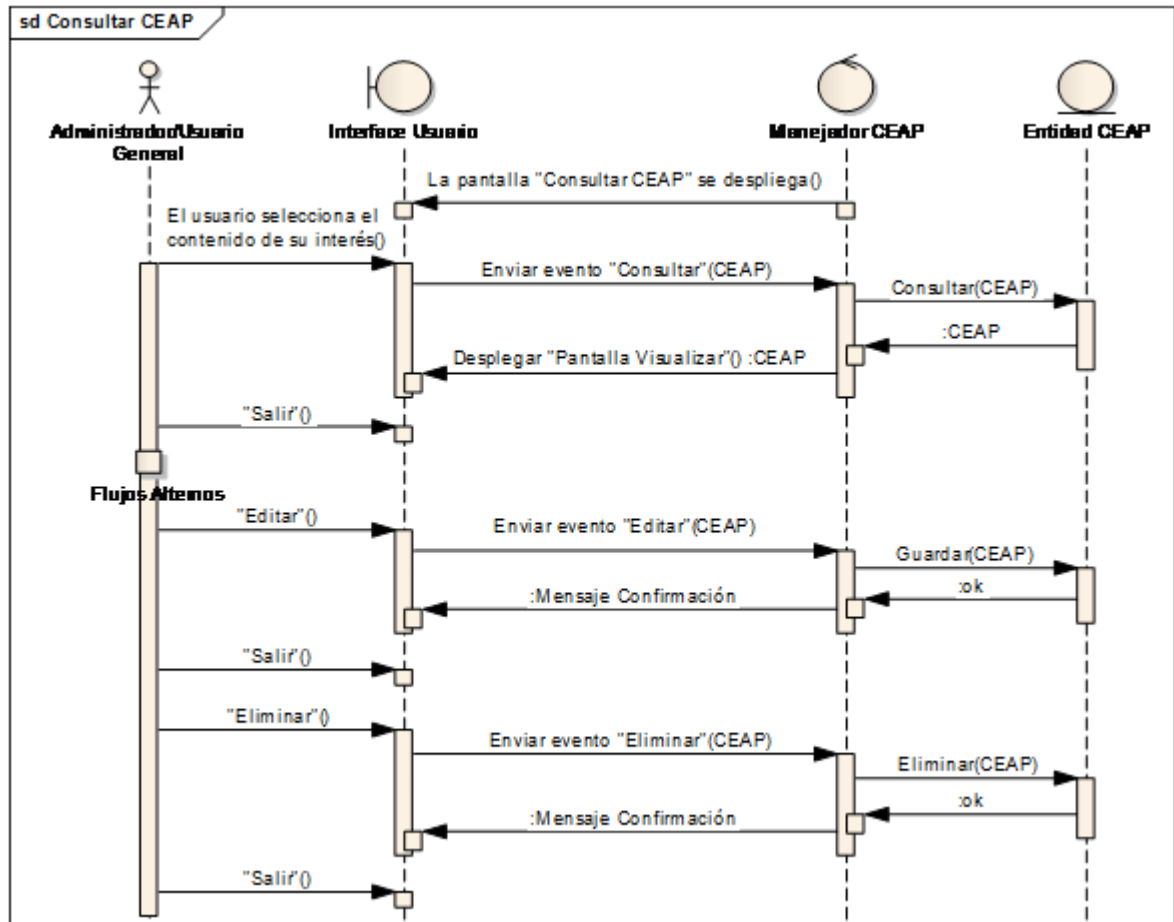 sd Consultar CEAP
Administrador/Usuario
General
Interface Usuario
Manejador CEAP
Entidad CEAP
La pantalla "Consultar CEAP" se despliega()
El usuario selecciona el
contenido de su interés()
Enviar evento "Consultar"(CEAP)
Consultar(CEAP)
:CEAP
Desplegar "Pantalla Visualizar"() :CEAP
"Salir"()
Flujos Alternos
"Editar"()
Enviar evento "Editar"(CEAP)
Guardar(CEAP)
:ok
:Mensaje Confirmación
"Salir"()
"Eliminar"()
Enviar evento "Eliminar"(CEAP)
Eliminar(CEAP)
:ok
:Mensaje Confirmación
"Salir"()